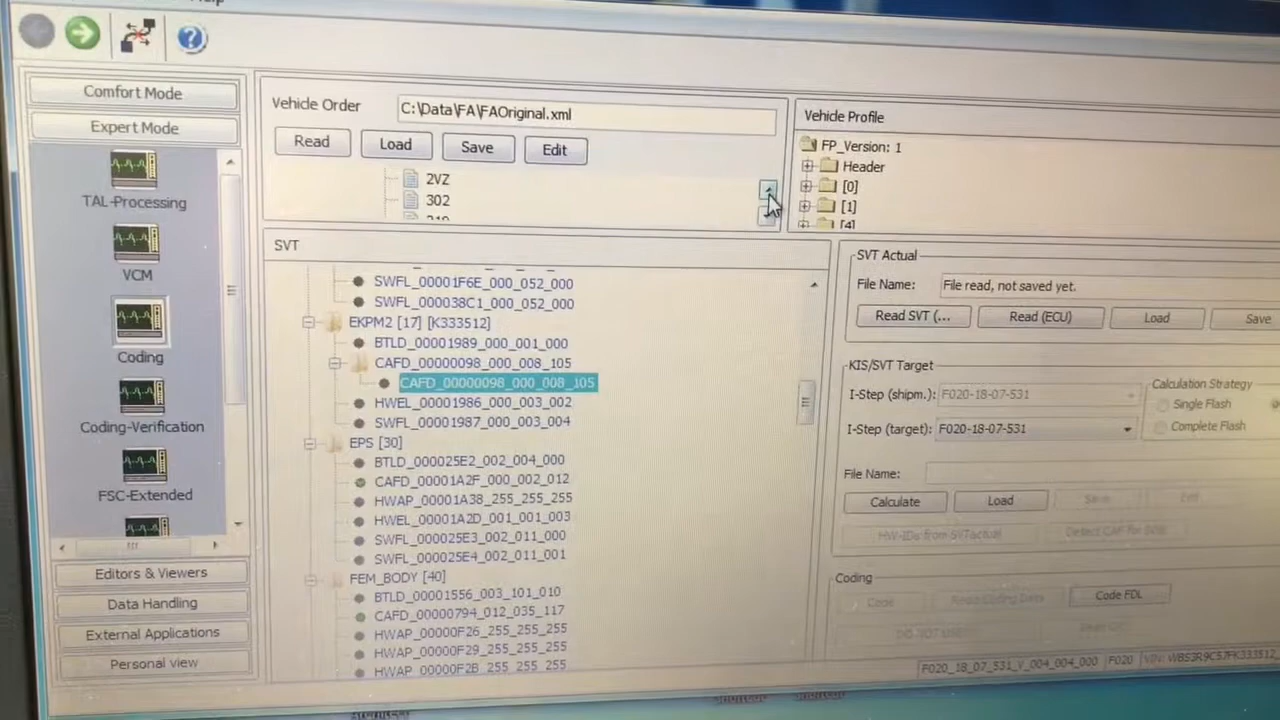 Help
Comfort Mode
Expert Mode
TAL-Processing
VCM
Coding
Coding-Verification
FSC-Extended
Editors & Viewers
Data Handling
External Applications
Personal view
Vehicle Order
C:\Data\FA\FAOriginal.xml
Read
Load
Save
Edit
2VZ
302
Vehicle Profile
FP_Version: 1
Header
[0]
[1]
[4]
SVT
SWFL_00001F6E_000_052_000
SWFL_000038C1_000_052_000
EKPM2 [17] [K333512]
BTLD_00001989_000_001_000
CAFD_00000098_000_008_105
CAFD_00000098_000_008_105
HWEL_00001986_000_003_002
SWFL_00001987_000_003_004
EPS [30]
BTLD_000025E2_002_004_000
CAFD_00001A2F_000_002_012
HWAP_00001A38_255_255_255
HWEL_00001A2D_001_001_003
SWFL_000025E3_002_011_000
SWFL_000025E4_002_011_001
FEM_BODY [40]
BTLD_00001556_003_101_010
CAFD_00000794_012_035_117
HWAP_00000F26_255_255_255
HWAP_00000F29_255_255_255
HWAP_00000F2B_255_255_255
SVT Actual
File Name:
File read, not saved yet.
Read SVT (...
Read (ECU)
Load
Save
KIS/SVT Target
I-Step (shipm.):
F020-18-07-531
I-Step (target):
F020-18-07-531
Calculation Strategy
Single Flash
Complete Flash
File Name:
Calculate
Load
Save
Edit
HW-IDs from SVTactual
Detect CAF for SWE
Coding
Code
Read Coding Data
Code FDL
F020_18_07_531_V_004_004_000
F020
VIN: WBS3R9C57FK333512_